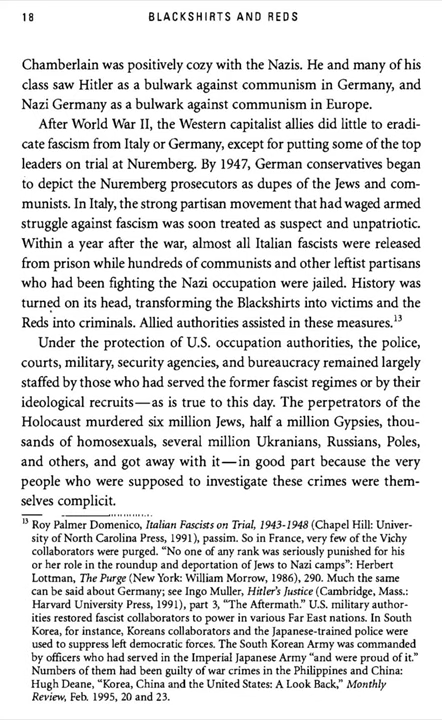 18 BLACKSHIRTS AND REDS
Chamberlain was positively cozy with the Nazis. He and many of his
class saw Hitler as a bulwark against communism in Germany, and
Nazi Germany as a bulwark against communism in Europe.
After World War II, the Western capitalist allies did little to eradi-
cate fascism from Italy or Germany, except for putting some of the top
leaders on trial at Nuremberg. By 1947, German conservatives began
to depict the Nuremberg prosecutors as dupes of the Jews and com-
munists. In Italy, the strong partisan movement that had waged armed
struggle against fascism was soon treated as suspect and unpatriotic.
Within a year after the war, almost all Italian fascists were released
from prison while hundreds of communists and other leftist partisans
who had been fighting the Nazi occupation were jailed. History was
turned on its head, transforming the Blackshirts into victims and the
Reds into criminals. Allied authorities assisted in these measures.13
Under the protection of U.S. occupation authorities, the police,
courts, military, security agencies, and bureaucracy remained largely
staffed by those who had served the former fascist regimes or by their
ideological recruits—as is true to this day. The perpetrators of the
Holocaust murdered six million Jews, half a million Gypsies, thou-
sands of homosexuals, several million Ukranians, Russians, Poles,
and others, and got away with it—in good part because the very
people who were supposed to investigate these crimes were them-
selves complicit.
13 Roy Palmer Domenico, Italian Fascists on Trial, 1943-1948 (Chapel Hill: Univer-
sity of North Carolina Press, 1991), passim. So in France, very few of the Vichy
collaborators were purged. "No one of any rank was seriously punished for his
or her role in the roundup and deportation of Jews to Nazi camps": Herbert
Lottman, The Purge (New York: William Morrow, 1986), 290. Much the same
can be said about Germany; see Ingo Muller, Hitler's Justice (Cambridge, Mass.:
Harvard University Press, 1991), part 3, "The Aftermath." U.S. military author-
ities restored fascist collaborators to power in various Far East nations. In South
Korea, for instance, Koreans collaborators and the Japanese-trained police were
used to suppress left democratic forces. The South Korean Army was commanded
by officers who had served in the Imperial Japanese Army "and were proud of it."
Numbers of them had been guilty of war crimes in the Philippines and China:
Hugh Deane, "Korea, China and the United States: A Look Back," Monthly
Review, Feb. 1995, 20 and 23.